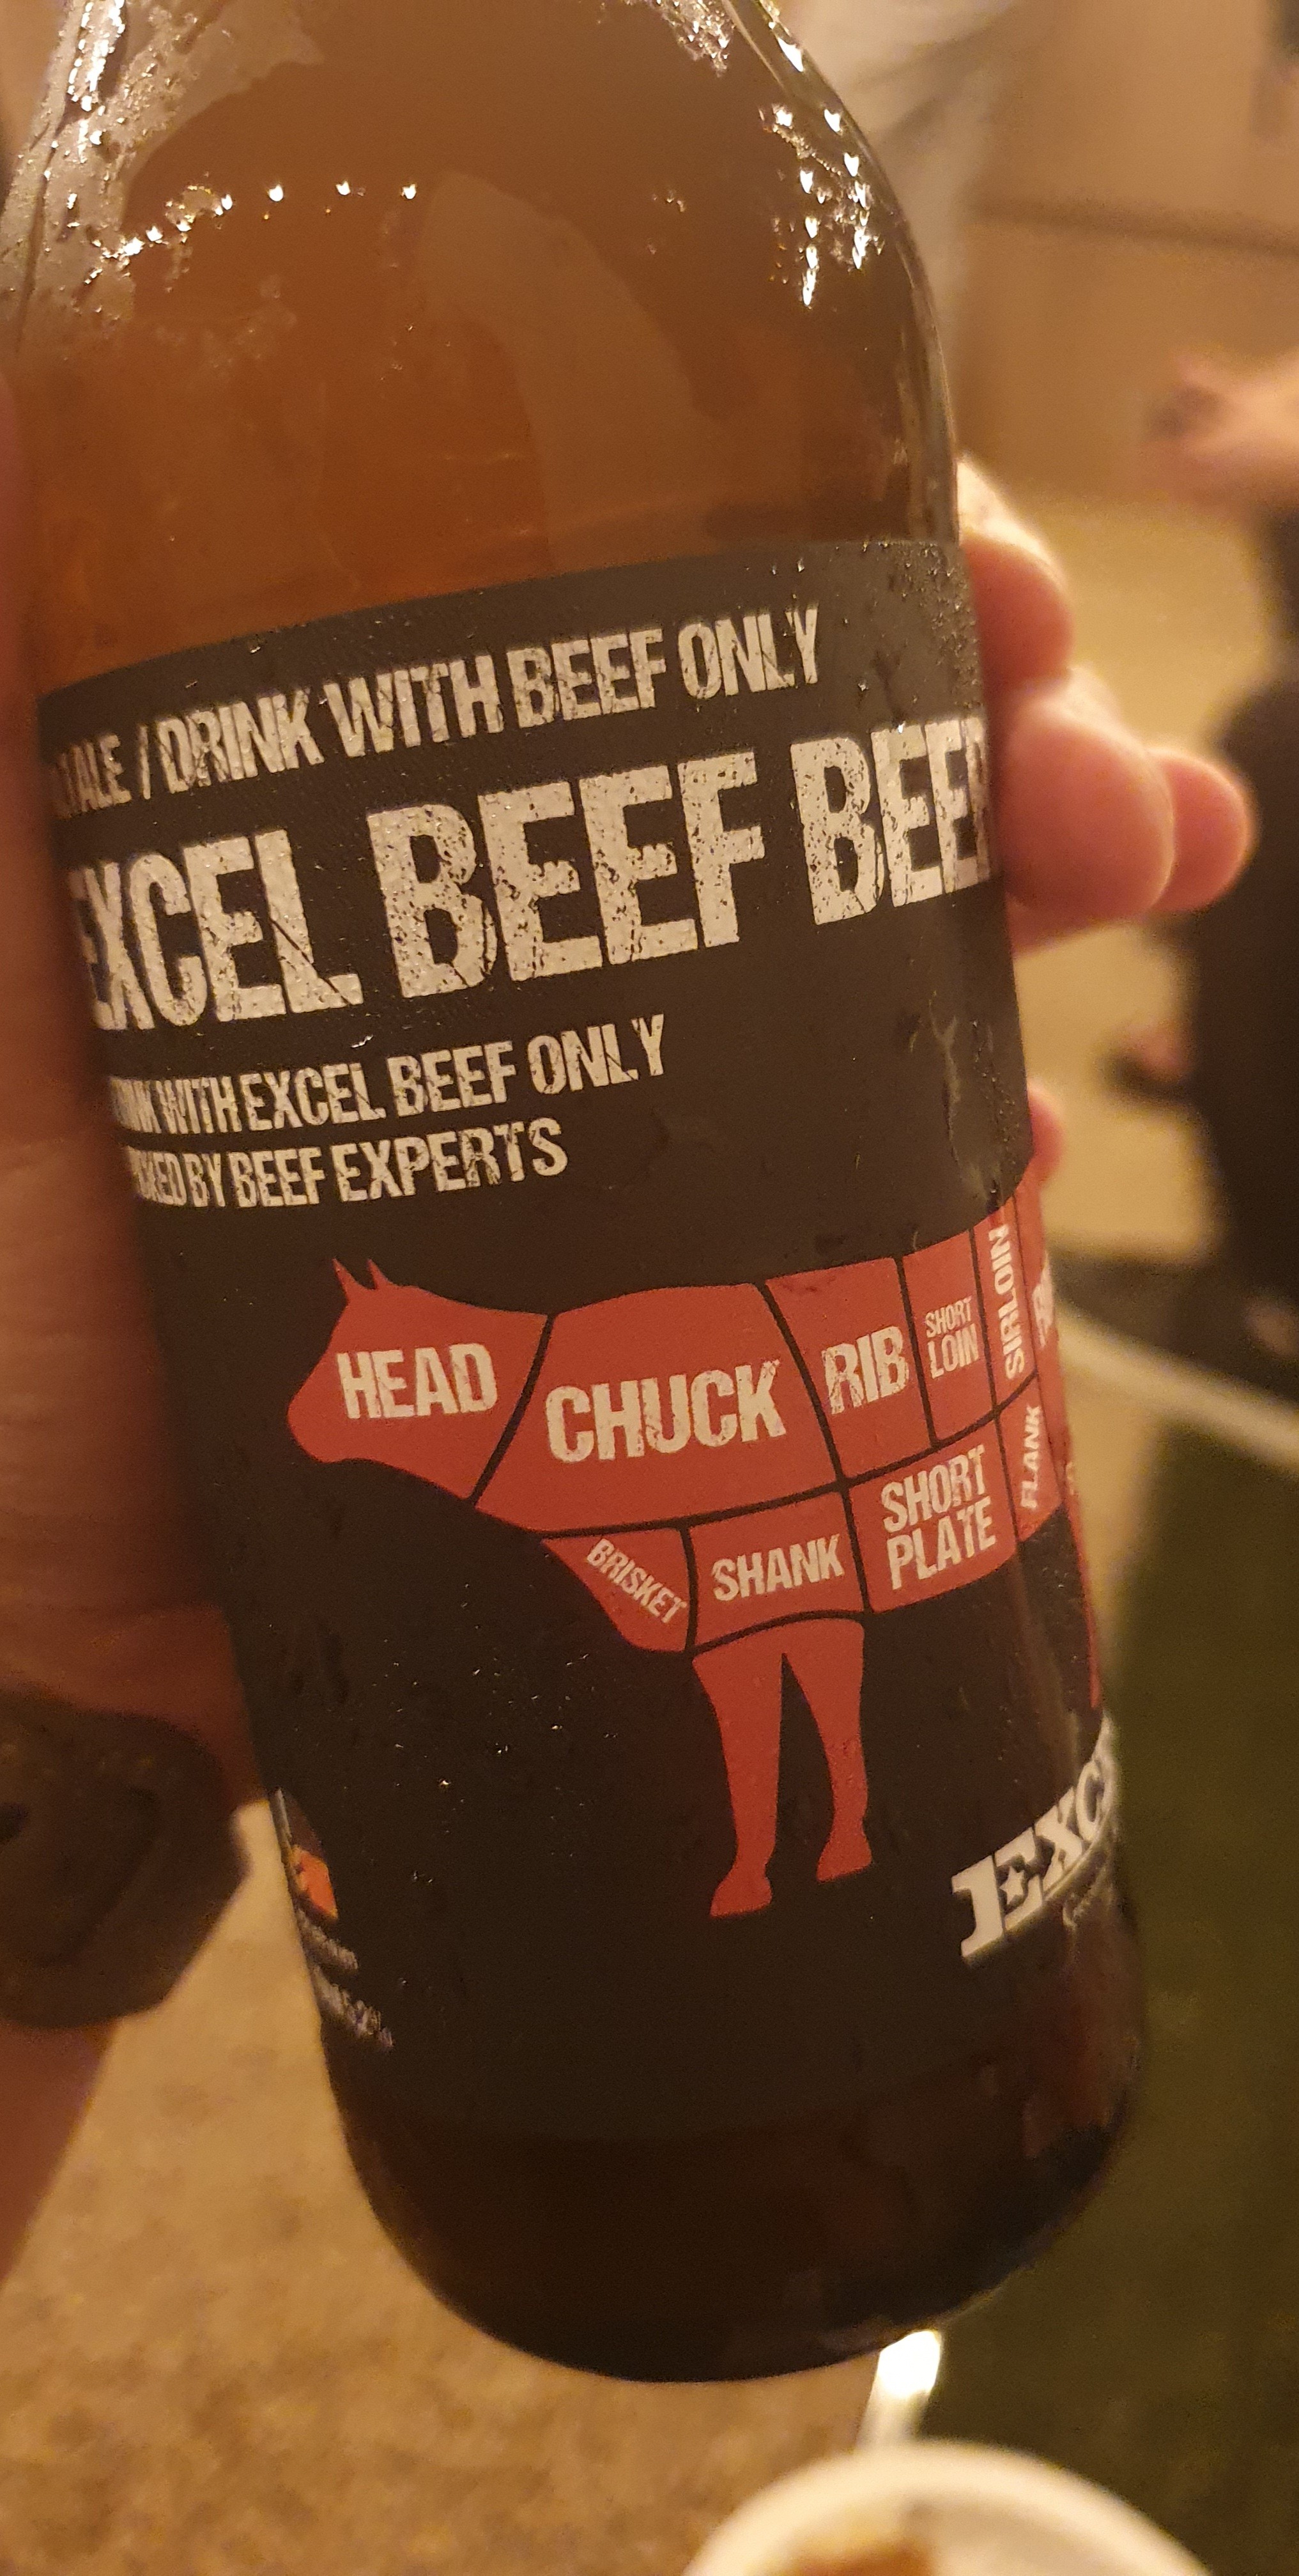 ALE / DRINK WITH BEEF ONLY
EXCEL BEEF BEER
WITH EXCEL BEEF ONLY
BY BEEF EXPERTS
HEAD
CHUCK
RIB
SHORT
LOIN
SIRLOIN
BRISKET
SHANK
SHORT
PLATE
FLANK